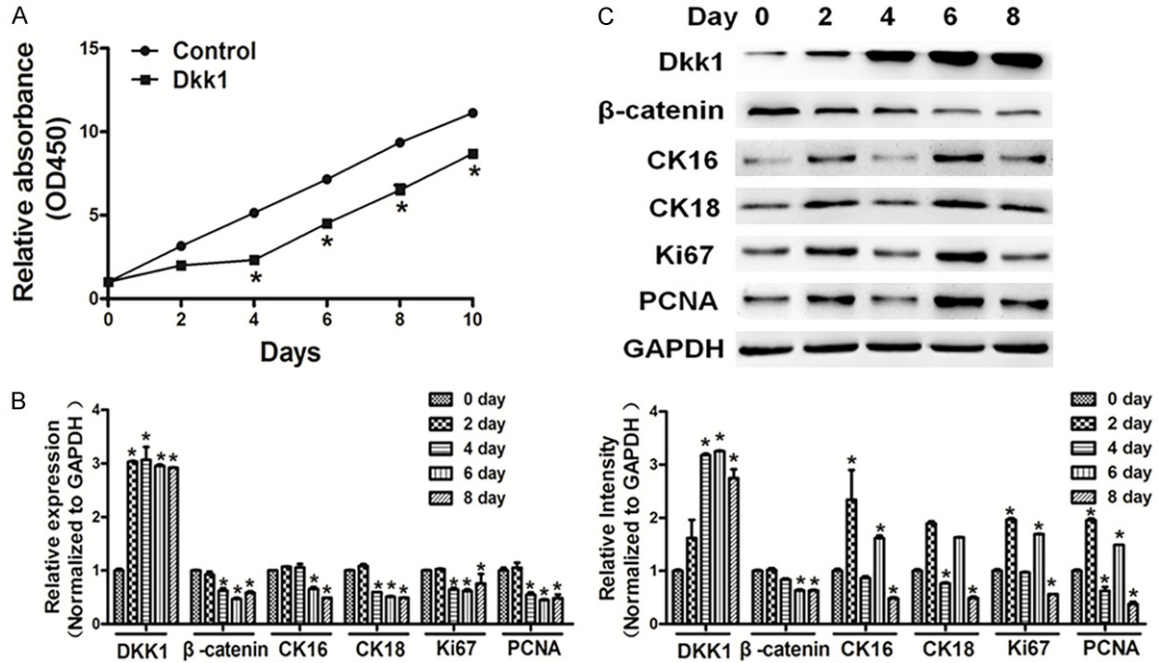 A
15
10
5
0
Relative absorbance
(OD450)
Control
Dkk1
*
*
*
*
0 2 4 6 8 10
Days
C
Day 0 2 4 6 8
Dkk1
β-catenin
CK16
CK18
Ki67
PCNA
GAPDH
B
Relative expression
(Normalized to GAPDH)
4
3
2
1
0
0 day
2 day
4 day
6 day
8 day
* * * *
* * *
* *
* * *
* * *
* * *
DKK1 β-catenin CK16 CK18 Ki67 PCNA
Relative Intensity
(Normalized to GAPDH)
4
3
2
1
0
0 day
2 day
4 day
6 day
8 day
* * *
* *
* * *
* *
* * *
* * * *
DKK1 β-catenin CK16 CK18 Ki67 PCNA